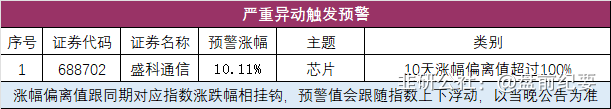 严重异动触发预警
序号 证券代码 证券名称 预警涨幅 主题 类别
1 688702 盛科通信 10.11% 芯片 10天涨幅偏离值超过100%
涨幅偏离值跟同期对应指数涨跌幅相挂钩，预警值会跟随指数上下浮动，以当晚公告为准